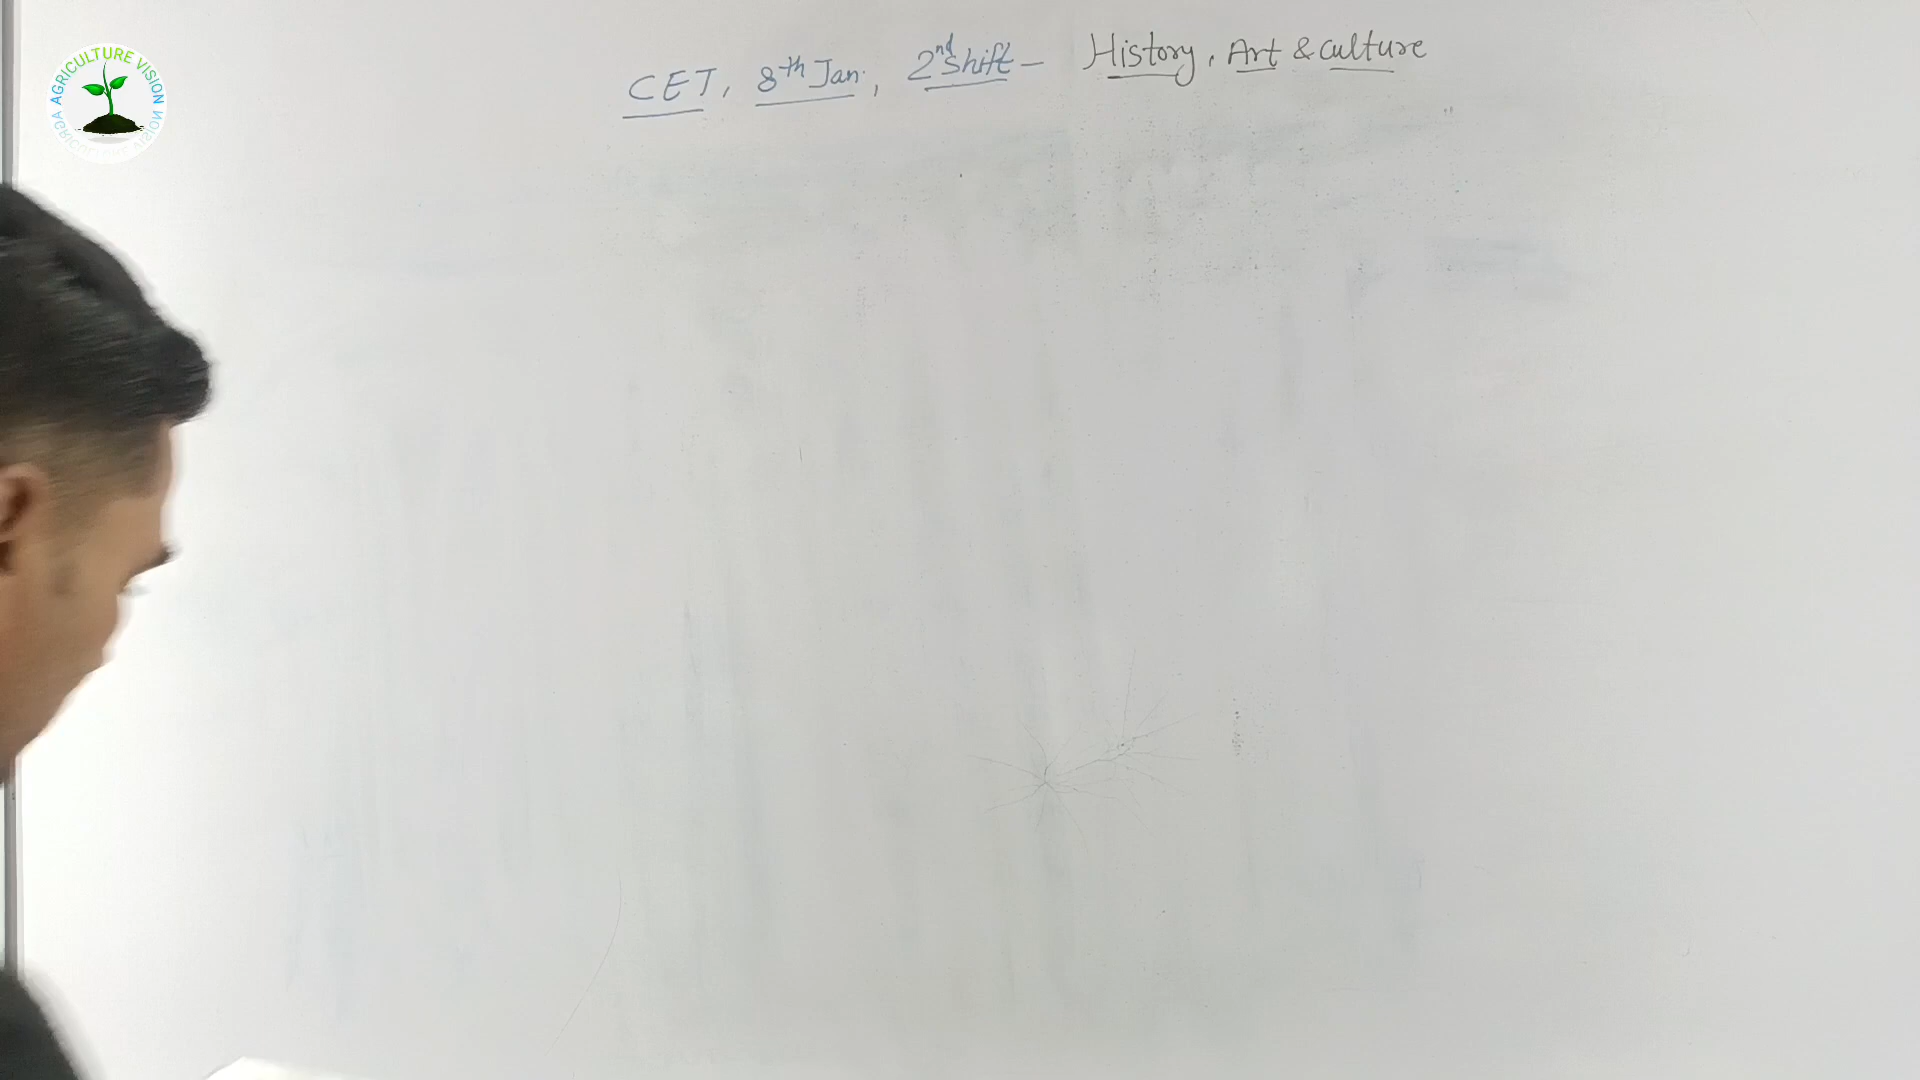 AGRICULTURE VISION
CET, 8th Jan., 2nd Shift - History, Art & culture